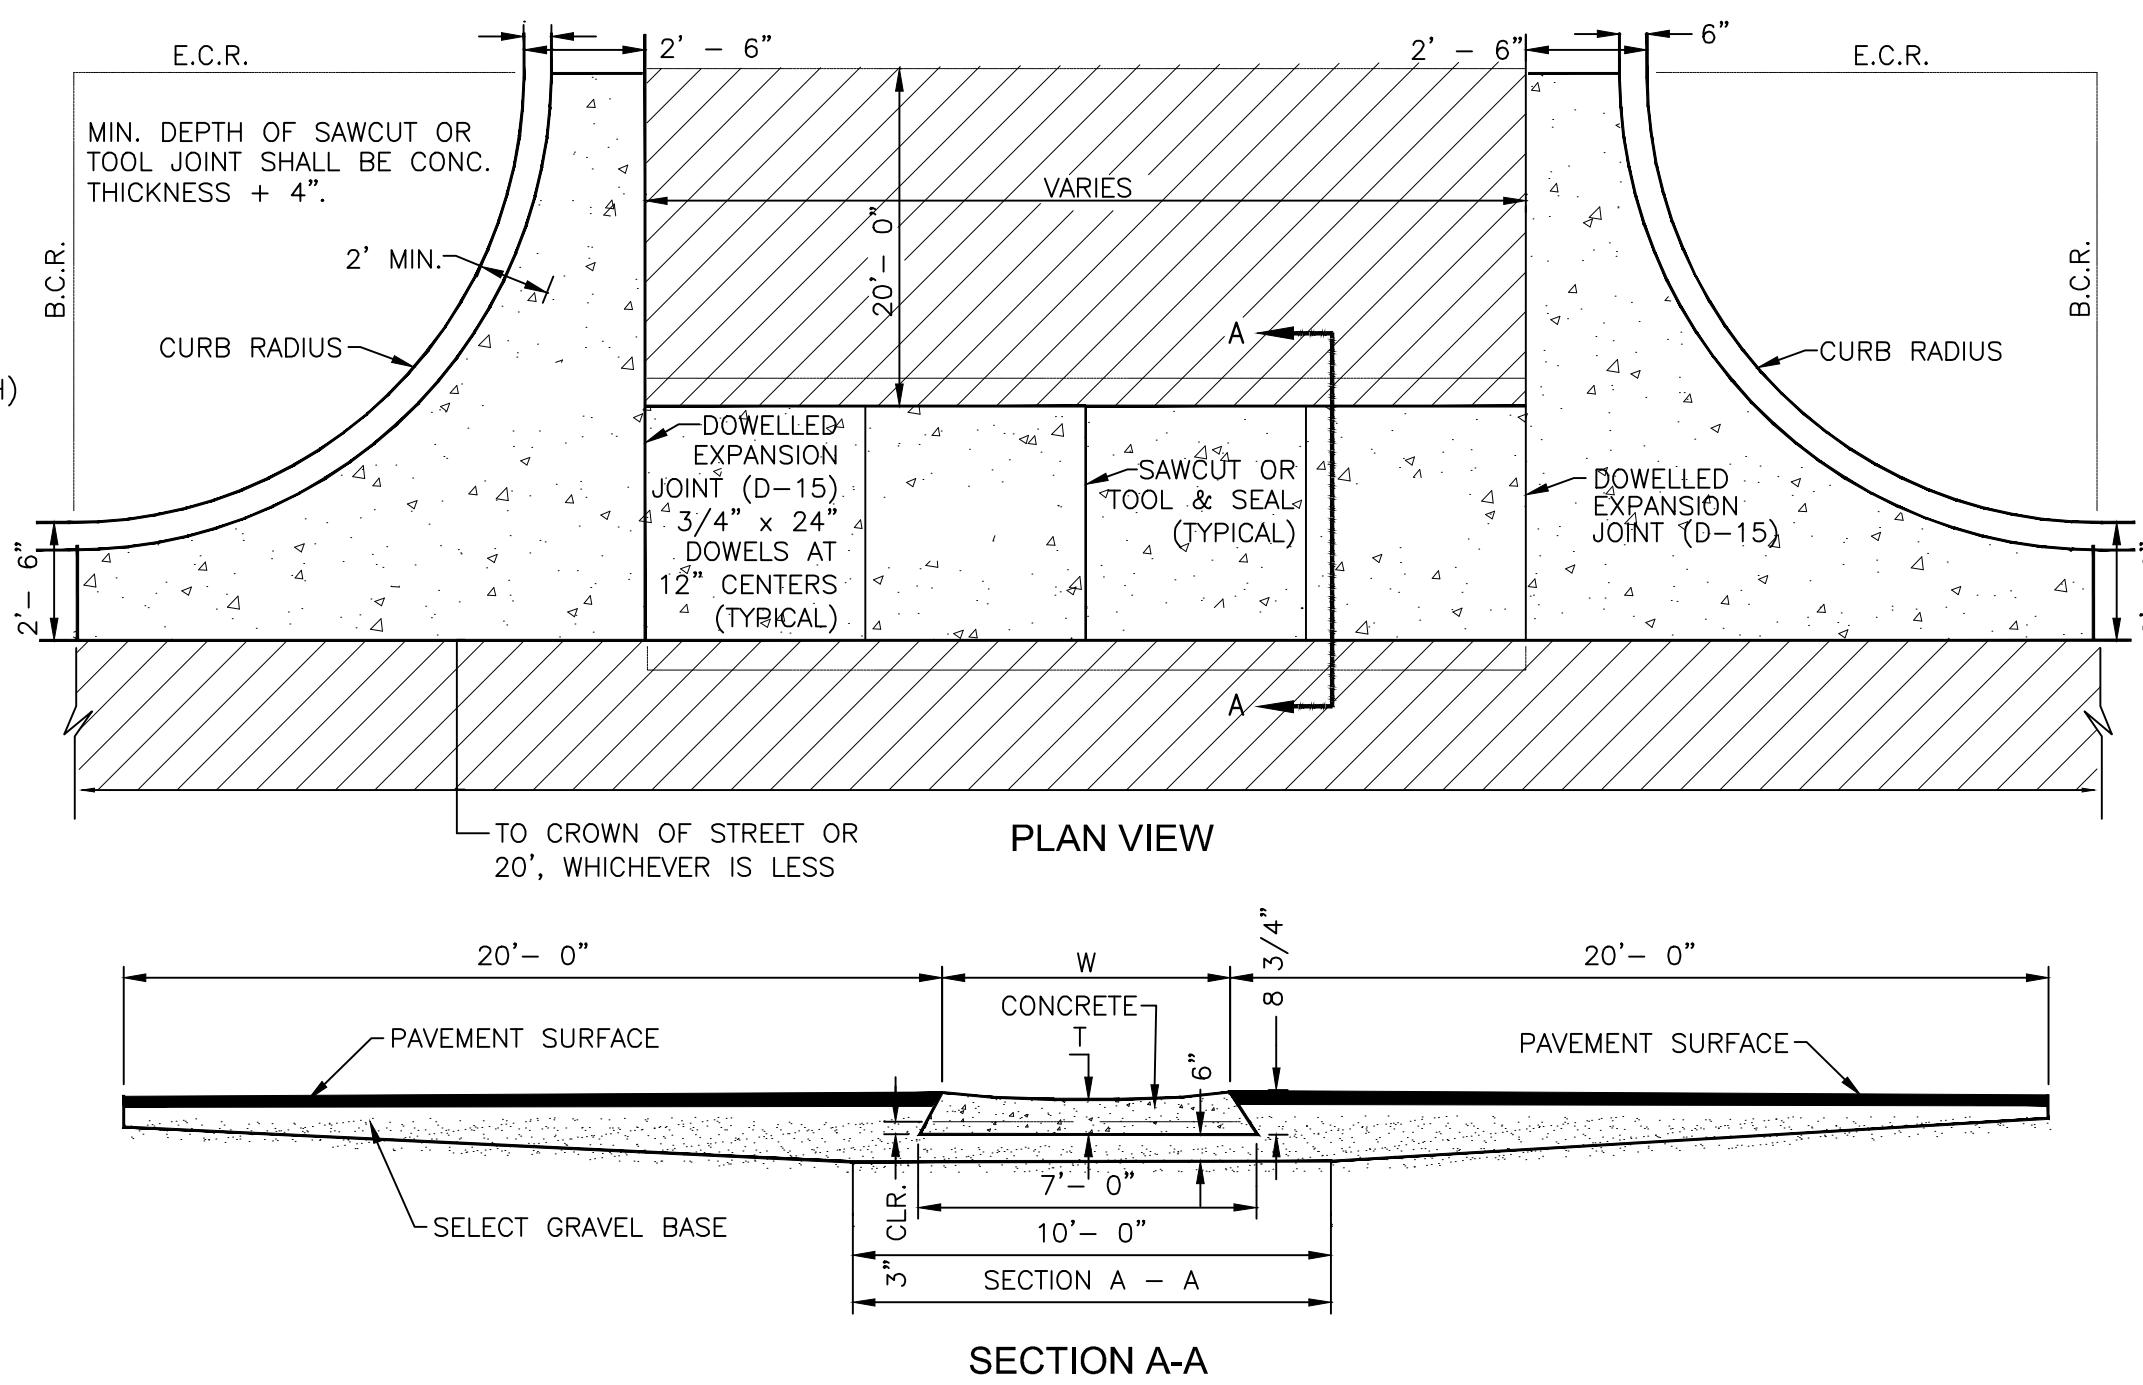 E.C.R.
2' – 6"
2' – 6"
6"
E.C.R.
MIN. DEPTH OF SAWCUT OR
TOOL JOINT SHALL BE CONC.
THICKNESS + 4".
VARIES
20'– 0"
B.C.R.
2' MIN.
B.C.R.
A
CURB RADIUS
CURB RADIUS
H)
DOWELLED
EXPANSION
JOINT (D–15)
3/4" x 24"
DOWELS AT
12" CENTERS
(TYPICAL)
SAWCUT OR
TOOL & SEAL
(TYPICAL)
DOWELLED
EXPANSION
JOINT (D–15)
2'– 6"
A
TO CROWN OF STREET OR
20', WHICHEVER IS LESS
PLAN VIEW
20'– 0"
W
8 3/4"
20'– 0"
CONCRETE
T
6"
PAVEMENT SURFACE
PAVEMENT SURFACE
SELECT GRAVEL BASE
3" CLR.
7'– 0"
10'– 0"
SECTION A – A
SECTION A-A